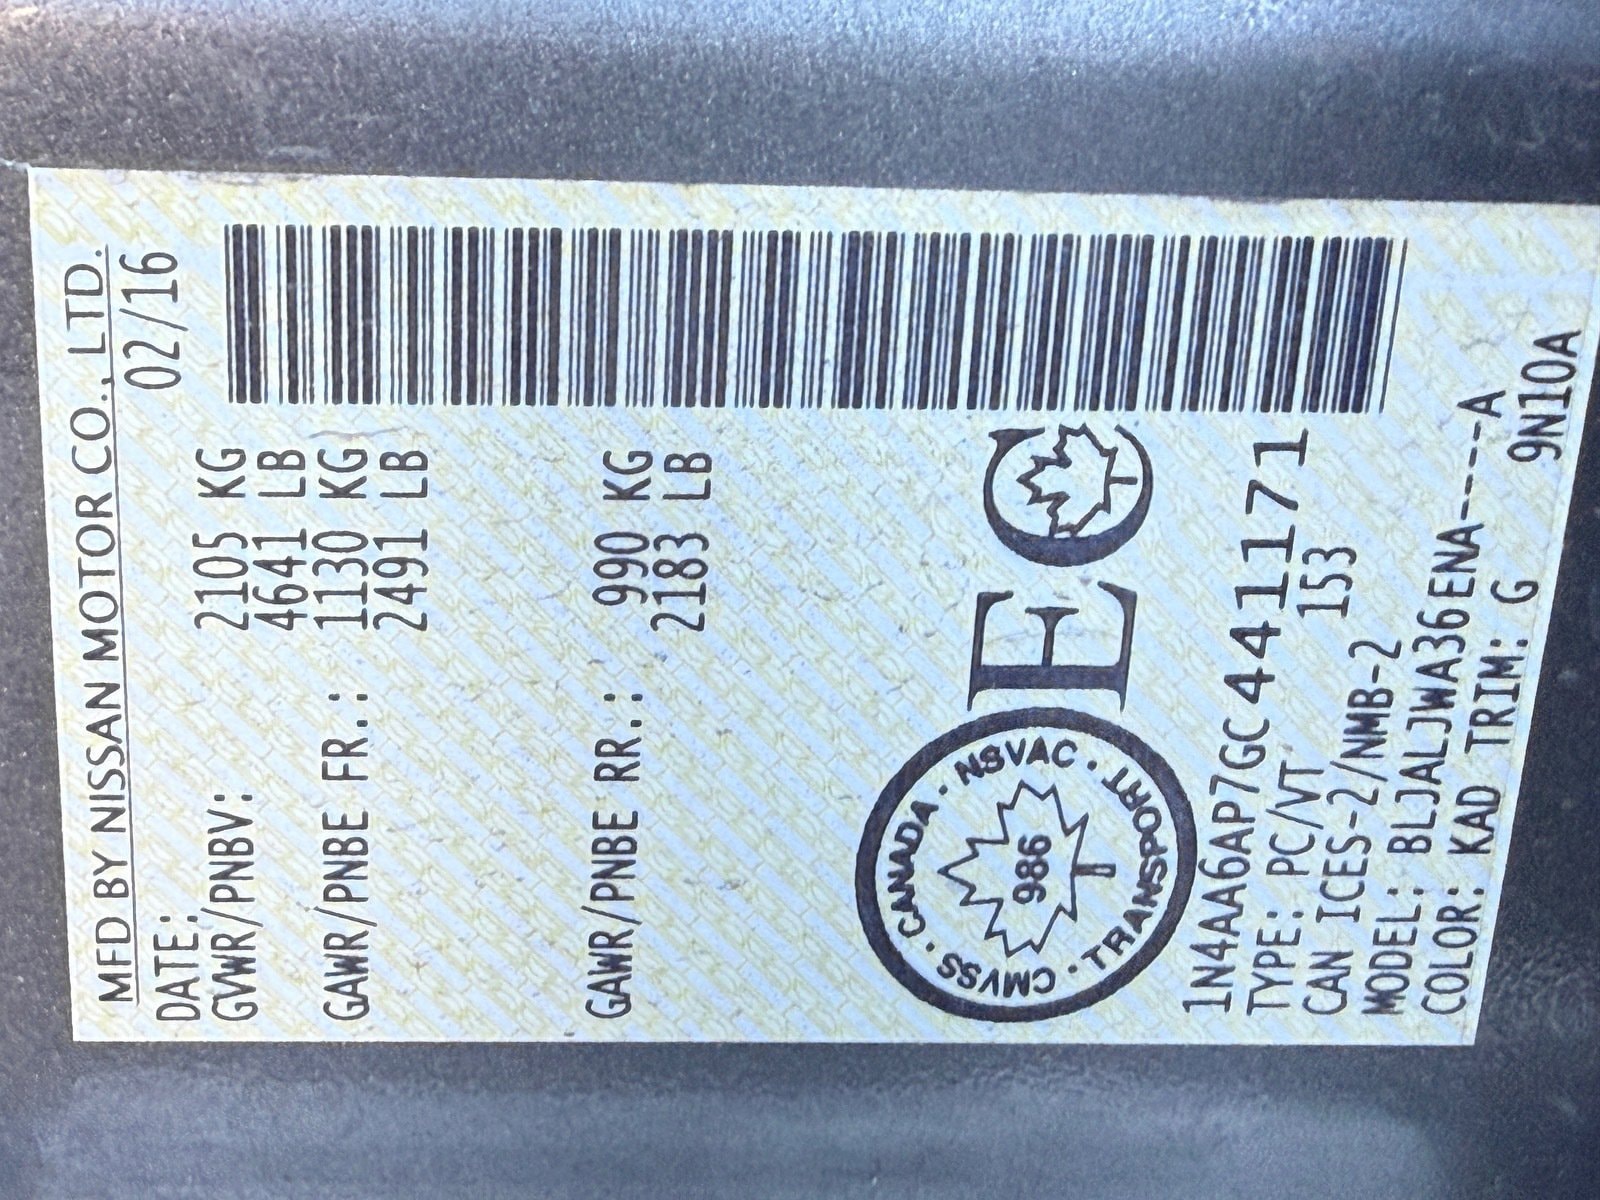 MFD BY NISSAN MOTOR CO., LTD.
DATE: 02/16
GVWR/PNBV: 2105 KG
4641 LB
GAWR/PNBE FR.: 1130 KG
2491 LB
GAWR/PNBE RR.: 990 KG
2183 LB
CMVSS · CANADA · NSVAC · TRANSPORT ·
986
EC
1N4AA6AP7GC441171
TYPE: PC/VT 153
CAN ICES-2/NMB-2
MODEL: BLJALJWA36ENA----A
COLOR: KAD TRIM: G
9N10A